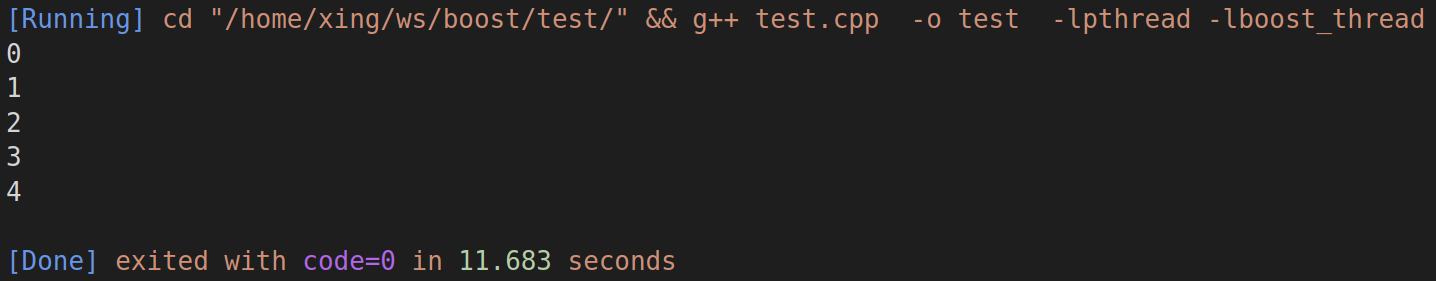 [Running] cd "/home/xing/ws/boost/test/" && g++ test.cpp  -o test  -lpthread -lboost_thread
0
1
2
3
4
[Done] exited with code=0 in 11.683 seconds